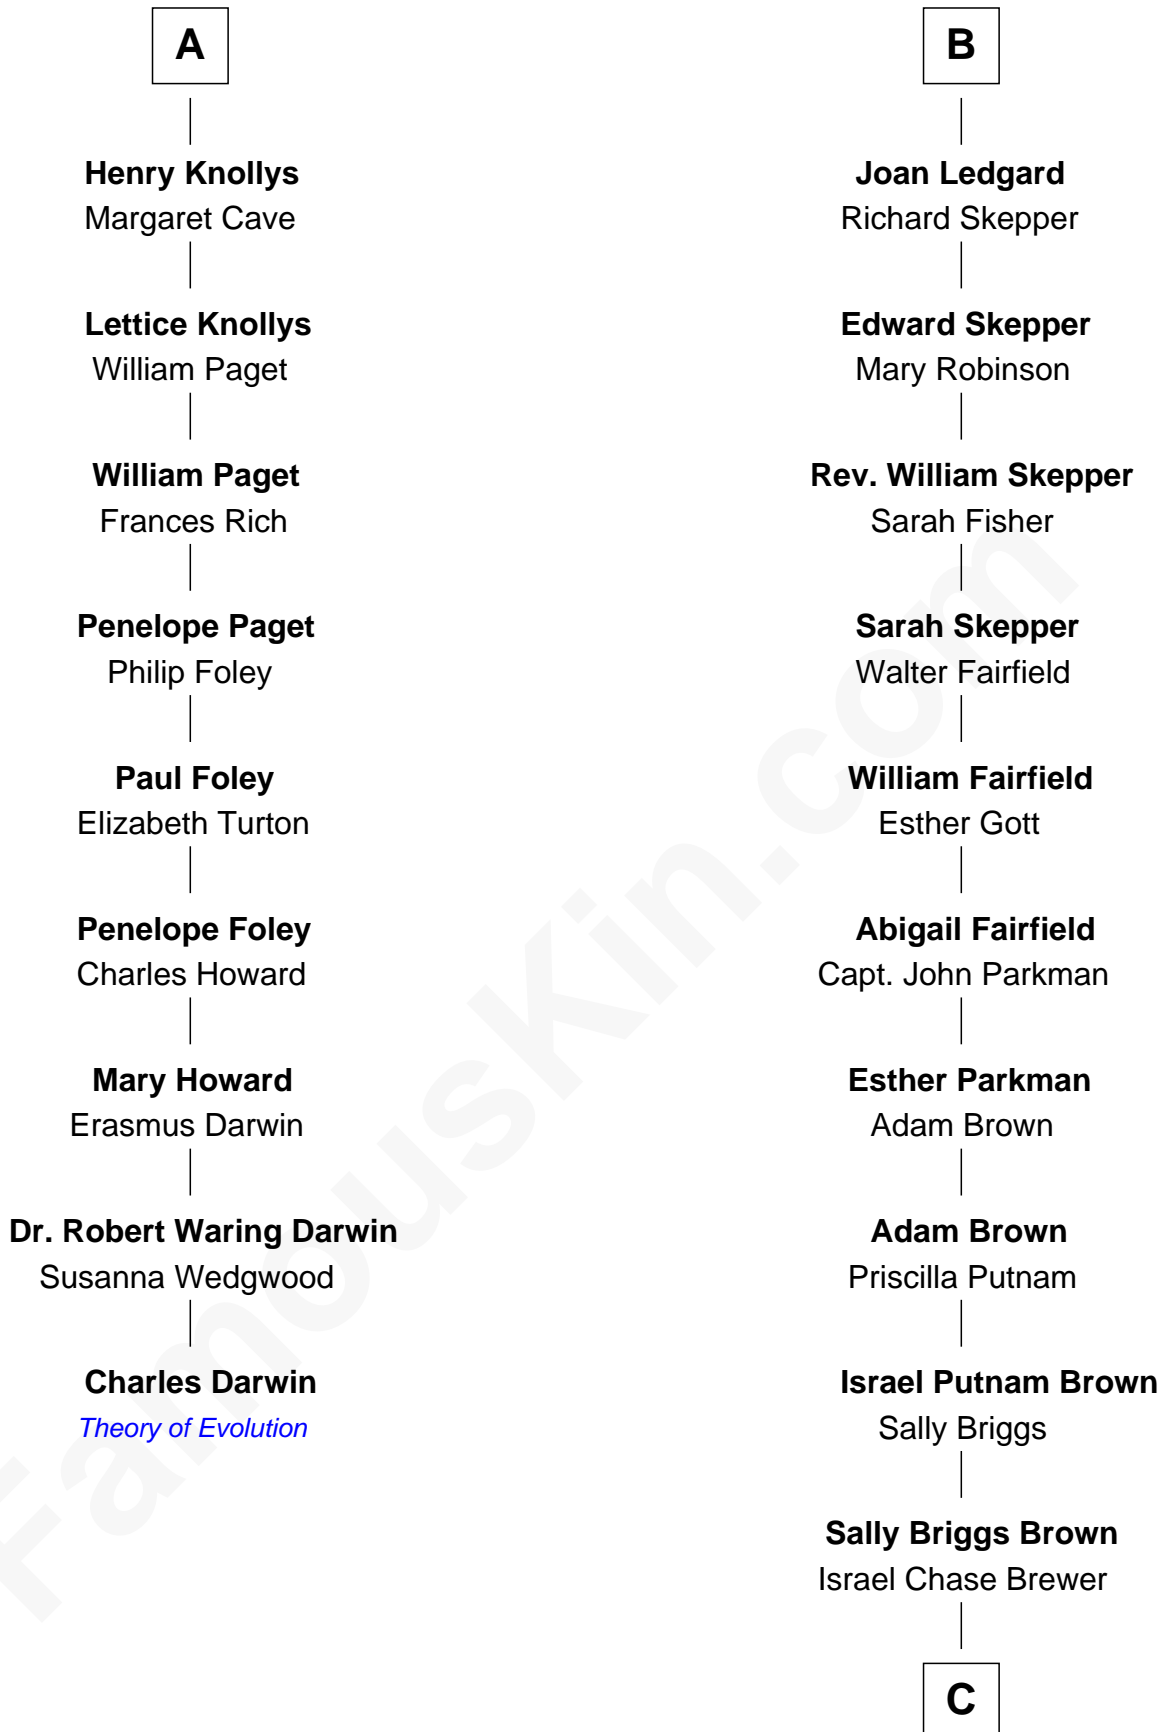 A
Henry Knollys
Margaret Cave
Lettice Knollys
William Paget
William Paget
Frances Rich
Penelope Paget
Philip Foley
Paul Foley
Elizabeth Turton
Penelope Foley
Charles Howard
Mary Howard
Erasmus Darwin
Dr. Robert Waring Darwin
Susanna Wedgwood
Charles Darwin
Theory of Evolution
B
Joan Ledgard
Richard Skepper
Edward Skepper
Mary Robinson
Rev. William Skepper
Sarah Fisher
Sarah Skepper
Walter Fairfield
William Fairfield
Esther Gott
Abigail Fairfield
Capt. John Parkman
Esther Parkman
Adam Brown
Adam Brown
Priscilla Putnam
Israel Putnam Brown
Sally Briggs
Sally Briggs Brown
Israel Chase Brewer
C
FamousKin.com